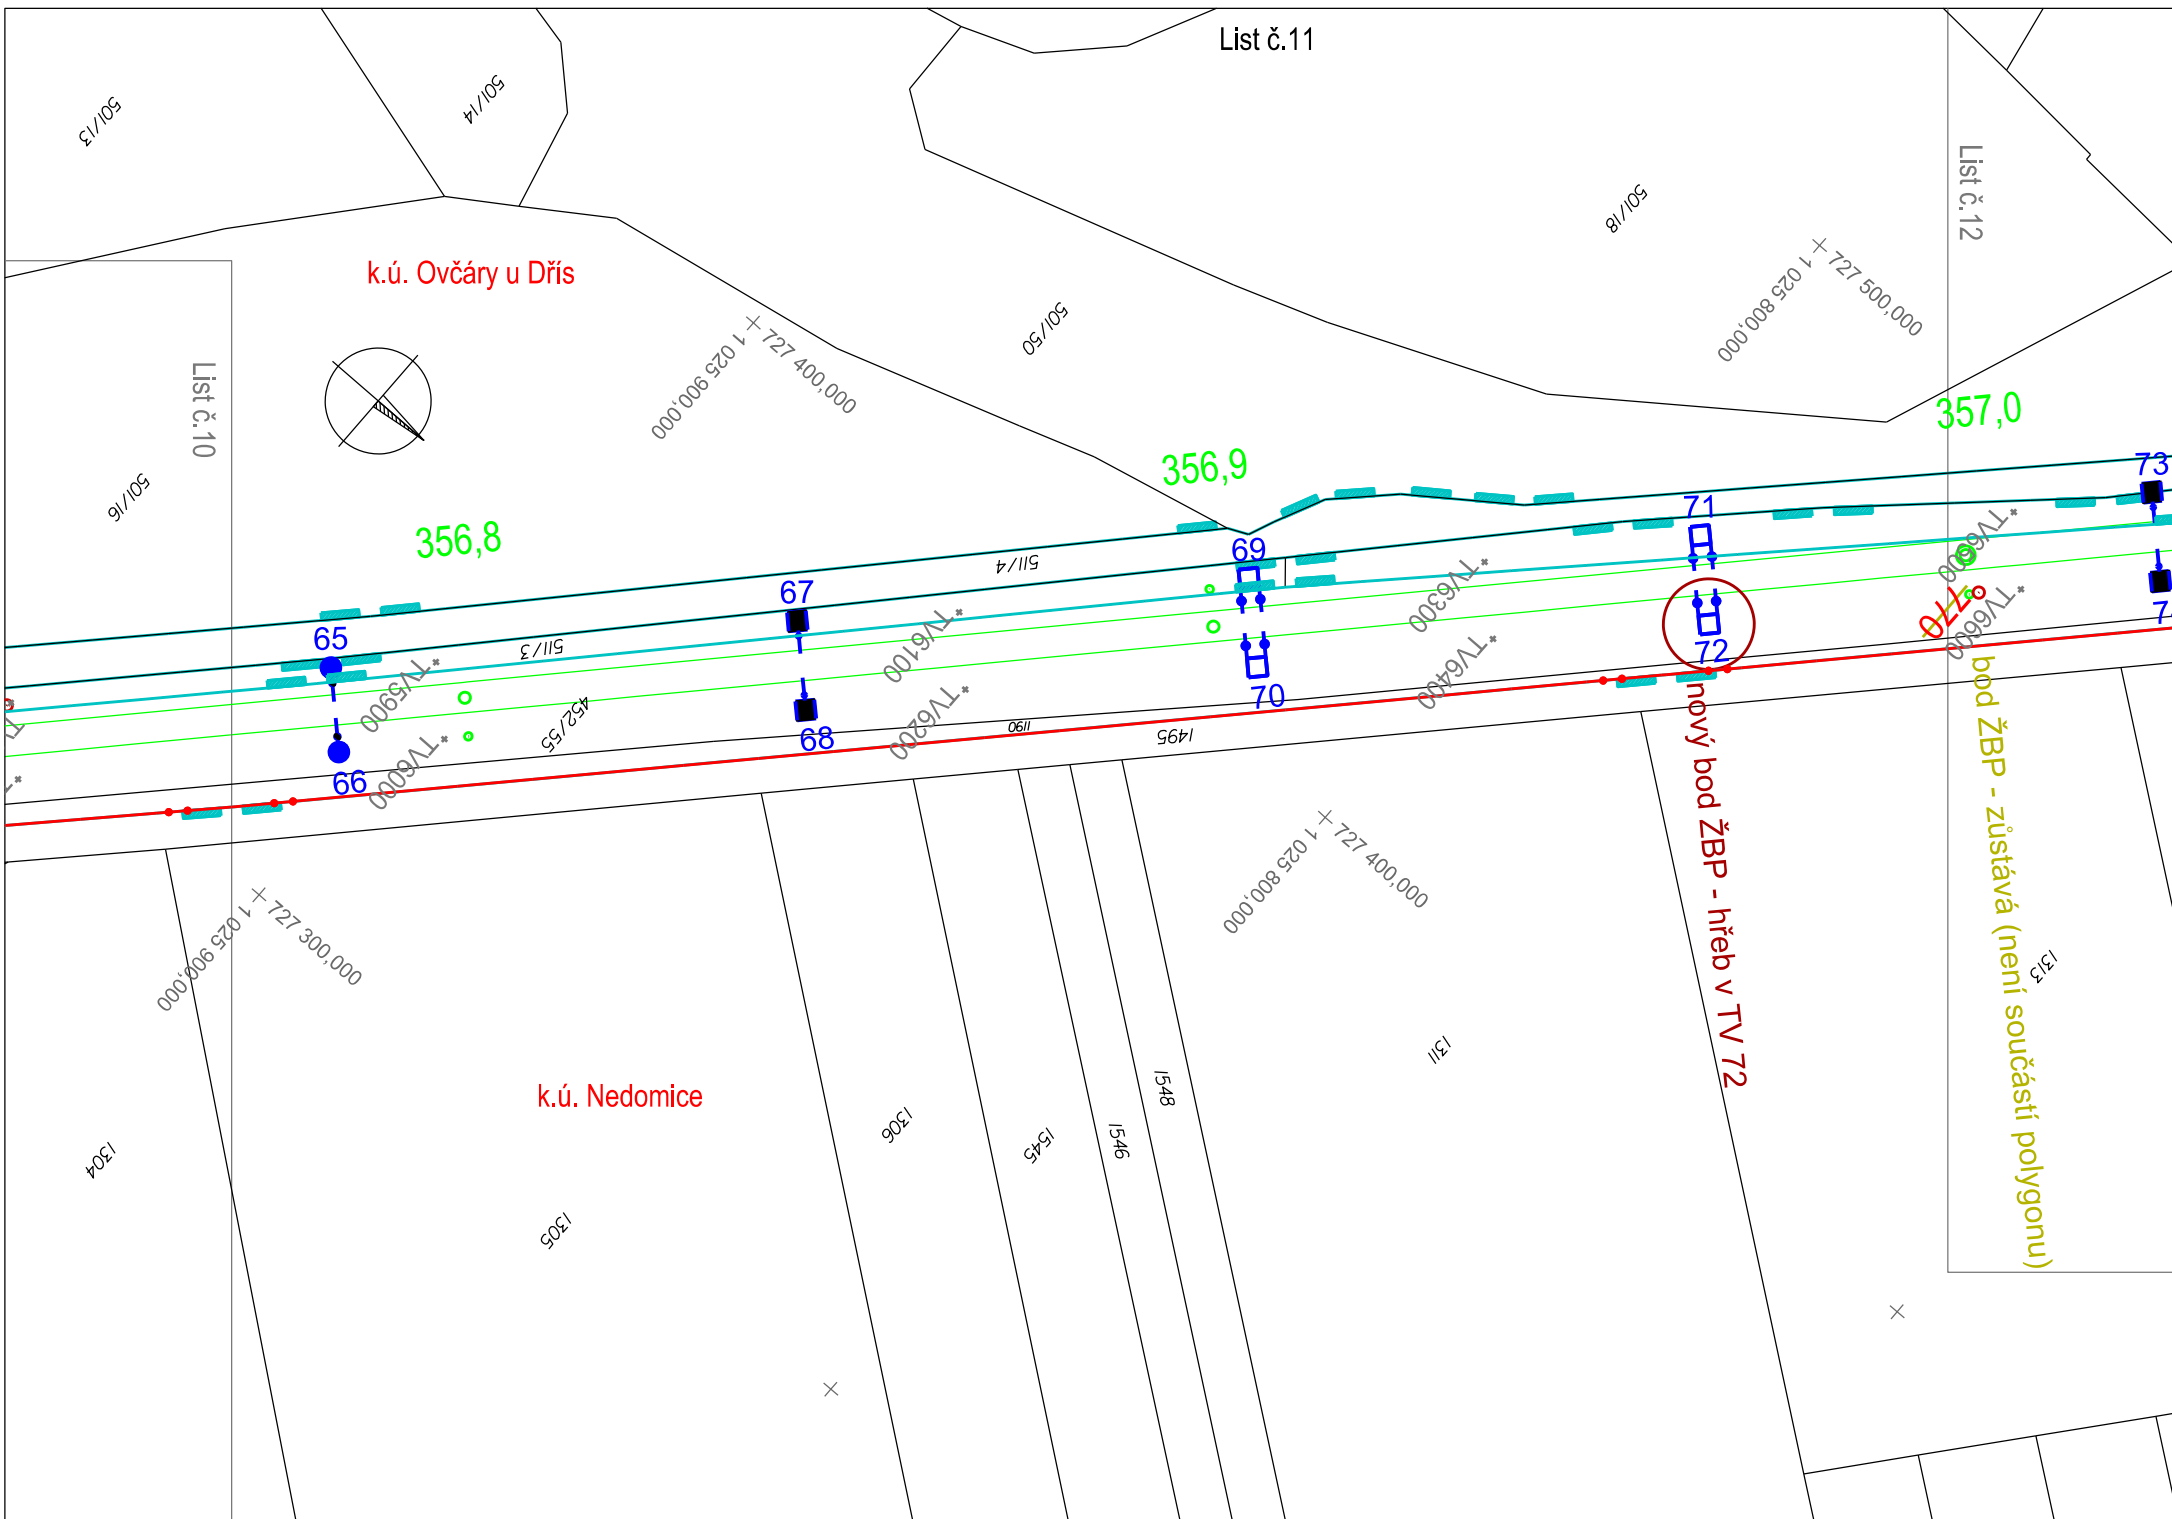 List č.11
501/13
501/14
501/18
List č.12
k.ú. Ovčáry u Dřís
727 500,000
1 025 800,000
501/50
727 400,000
1 025 900,000
List č.10
357,0
501/16
356,9
356,8
73
71
69
511/4
67
65
511/3
TV5900
TV6000
452/55
TV6100
TV6200
TV6300
TV6400
TV6600
770
66
68
70
72
1190
1495
nový bod ŽBP - hřeb v TV 72
bod ŽBP - zůstává (není součástí polygonu)
727 400,000
1 025 800,000
727 300,000
1 025 900,000
1313
1311
k.ú. Nedomice
1304
1305
1306
1545
1546
1548